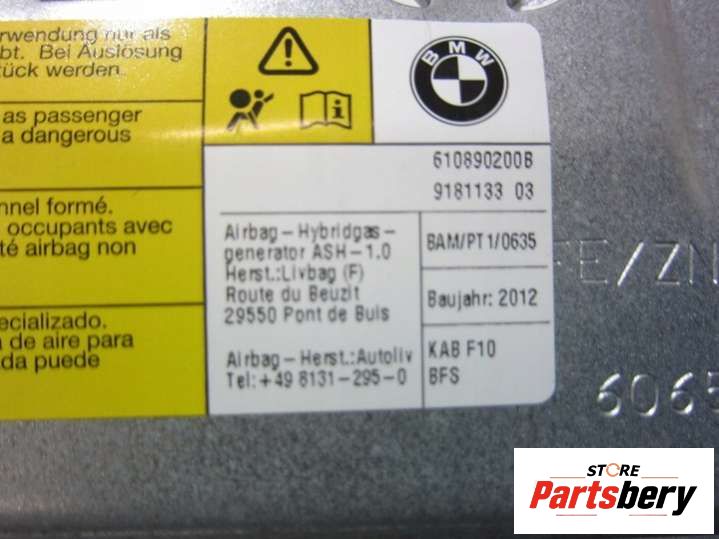 rwendung nur als
bt. Bei Auslösung
tück werden.
as passenger
a dangerous
nnel formé.
occupants avec
té airbag non
ecializado.
a de aire para
da puede
BMW
610890200B
9181133 03
Airbag-Hybridgas-
generator ASH-1.0
Herst.:Livbag (F)
Route du Beuzit
29550 Pont de Buis
BAM/PT1/0635
Baujahr: 2012
Airbag-Herst.:Autoliv
Tel:+49 8131-295-0
KAB F10
BFS
FE/ZN
6065
STORE
Partsbery